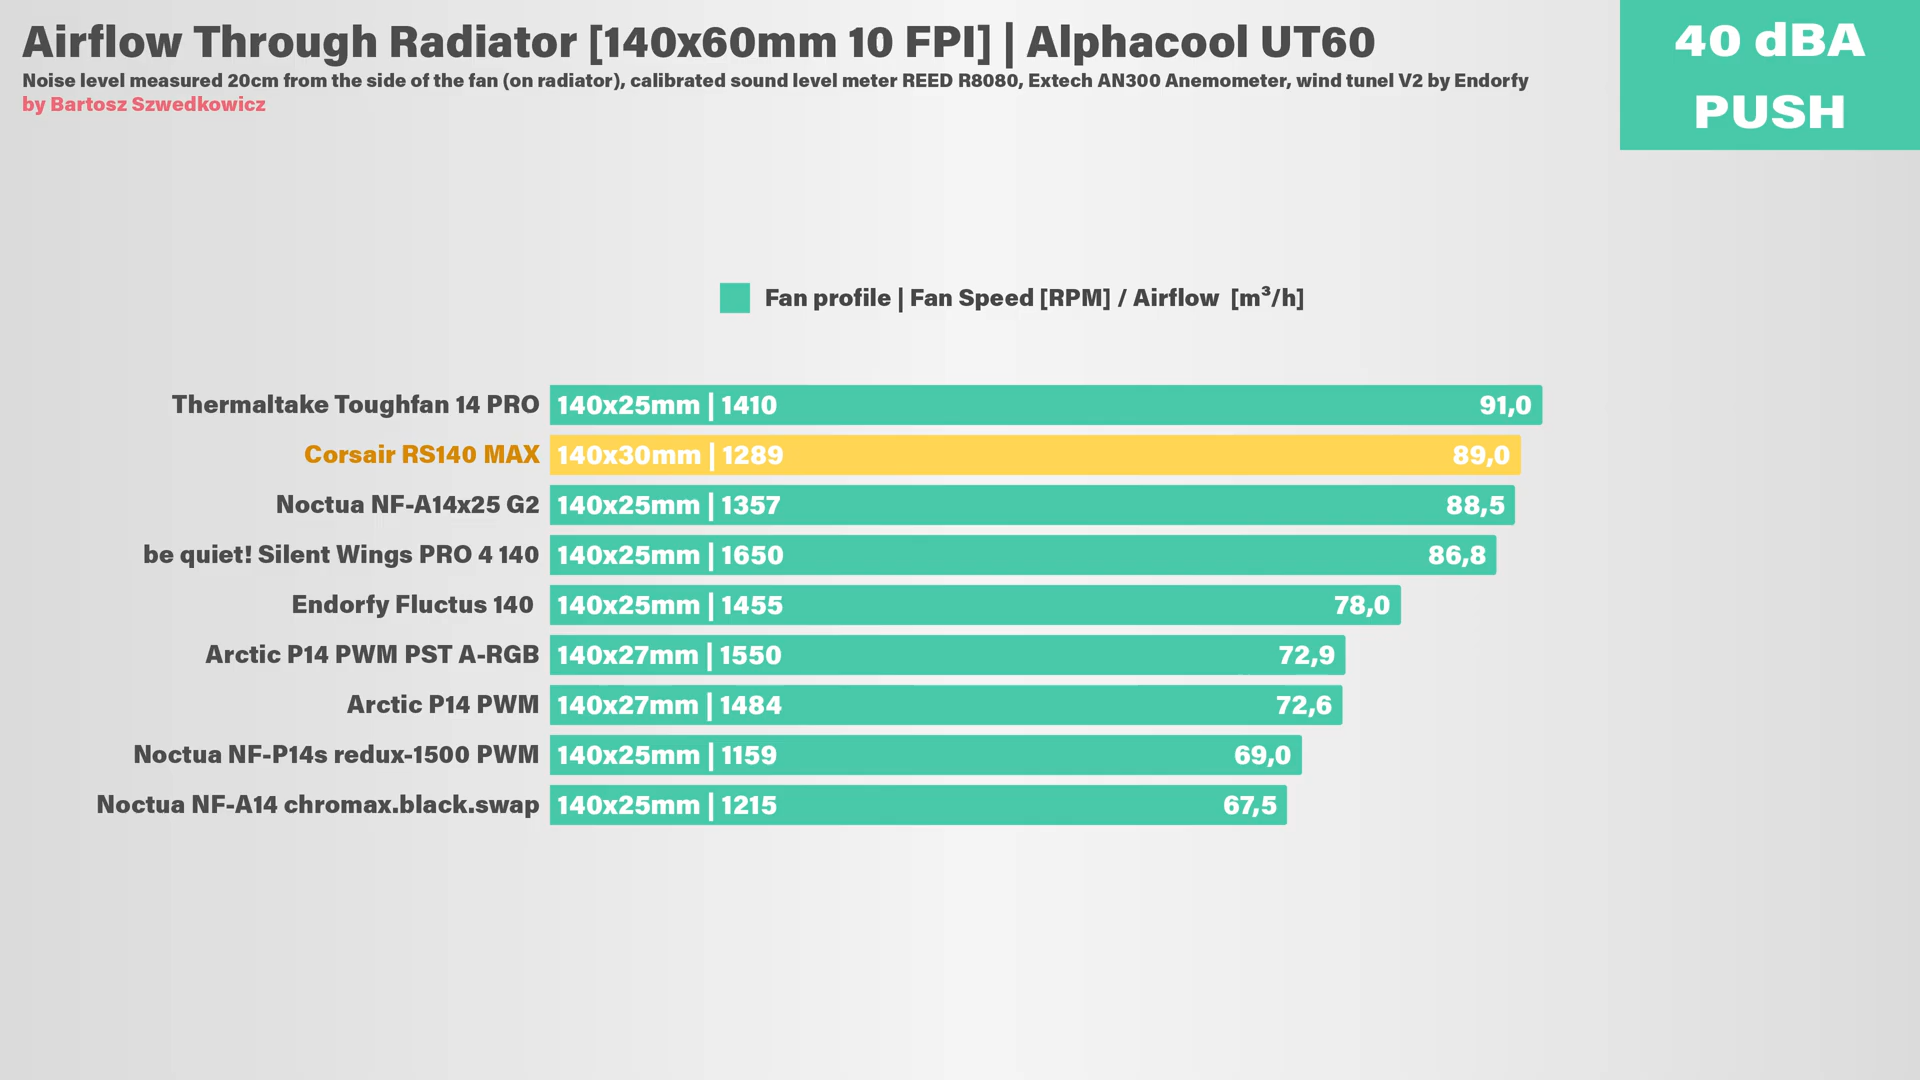 Airflow Through Radiator [140x60mm 10 FPI] | Alphacool UT60
Noise level measured 20cm from the side of the fan (on radiator), calibrated sound level meter REED R8080, Extech AN300 Anemometer, wind tunel V2 by Endorfy
by Bartosz Szwedkowicz
40 dBA
PUSH
Fan profile | Fan Speed [RPM] / Airflow [m³/h]
Thermaltake Toughfan 14 PRO 140x25mm | 1410 91,0
Corsair RS140 MAX 140x30mm | 1289 89,0
Noctua NF-A14x25 G2 140x25mm | 1357 88,5
be quiet! Silent Wings PRO 4 140 140x25mm | 1650 86,8
Endorfy Fluctus 140 140x25mm | 1455 78,0
Arctic P14 PWM PST A-RGB 140x27mm | 1550 72,9
Arctic P14 PWM 140x27mm | 1484 72,6
Noctua NF-P14s redux-1500 PWM 140x25mm | 1159 69,0
Noctua NF-A14 chromax.black.swap 140x25mm | 1215 67,5